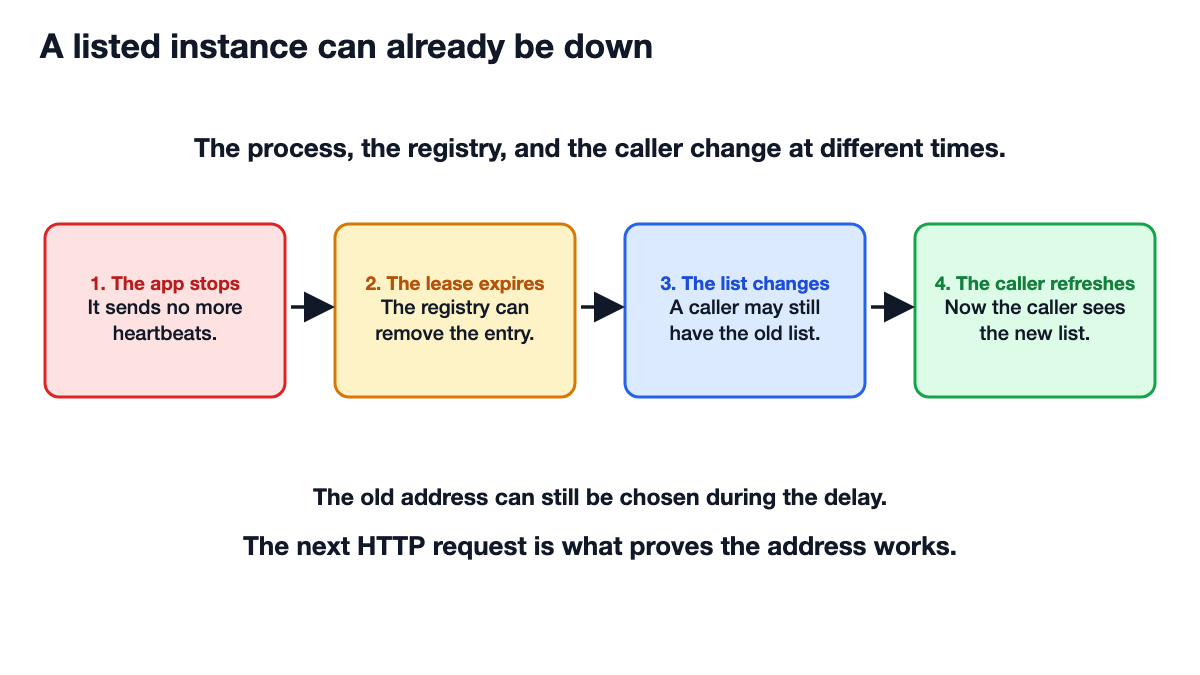 A listed instance can already be down
The process, the registry, and the caller change at different times.
1. The app stops
It sends no more
heartbeats.
2. The lease expires
The registry can
remove the entry.
3. The list changes
A caller may still
have the old list.
4. The caller refreshes
Now the caller sees
the new list.
The old address can still be chosen during the delay.
The next HTTP request is what proves the address works.